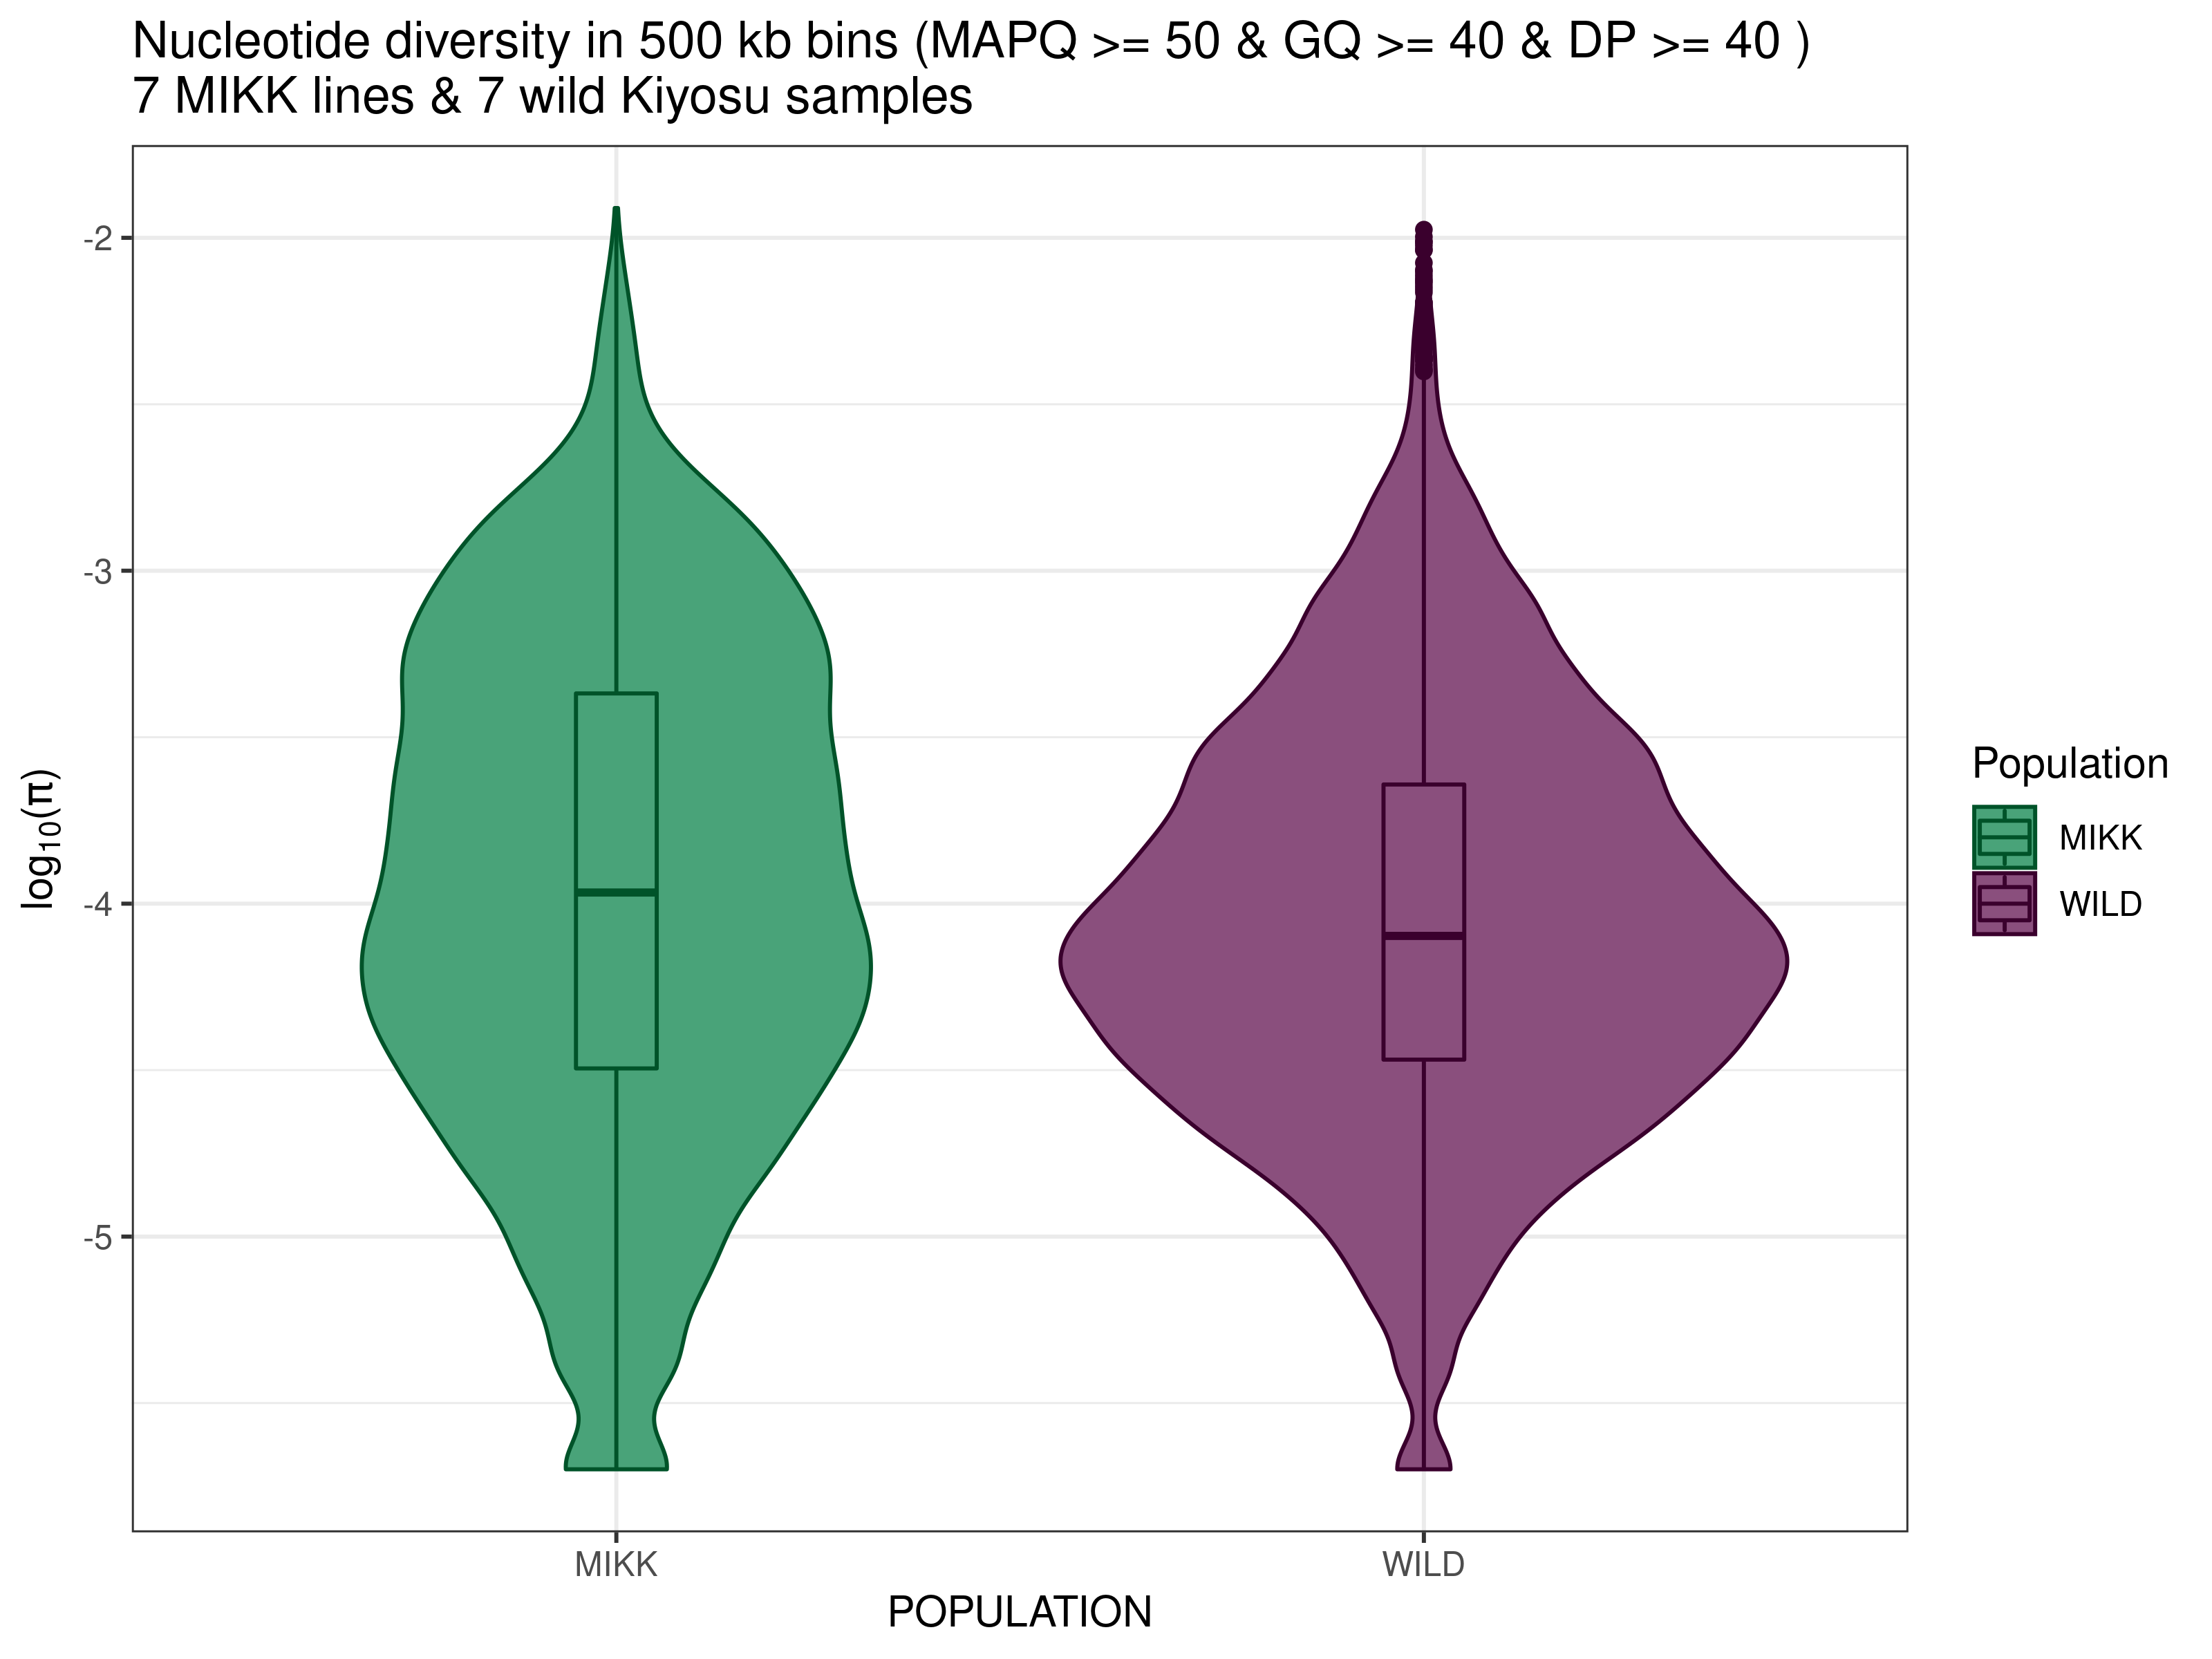 Nucleotide diversity in 500 kb bins (MAPQ >= 50 & GQ >= 40 & DP >= 40 )
7 MIKK lines & 7 wild Kiyosu samples
log10(π)
-2
-3
-4
-5
MIKK
WILD
POPULATION
Population
MIKK
WILD